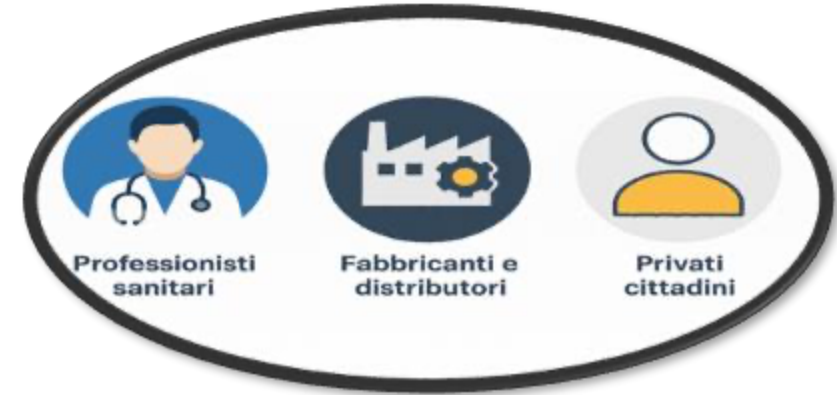 Professionisti
sanitari
Fabbricanti e
distributori
Privati
cittadini